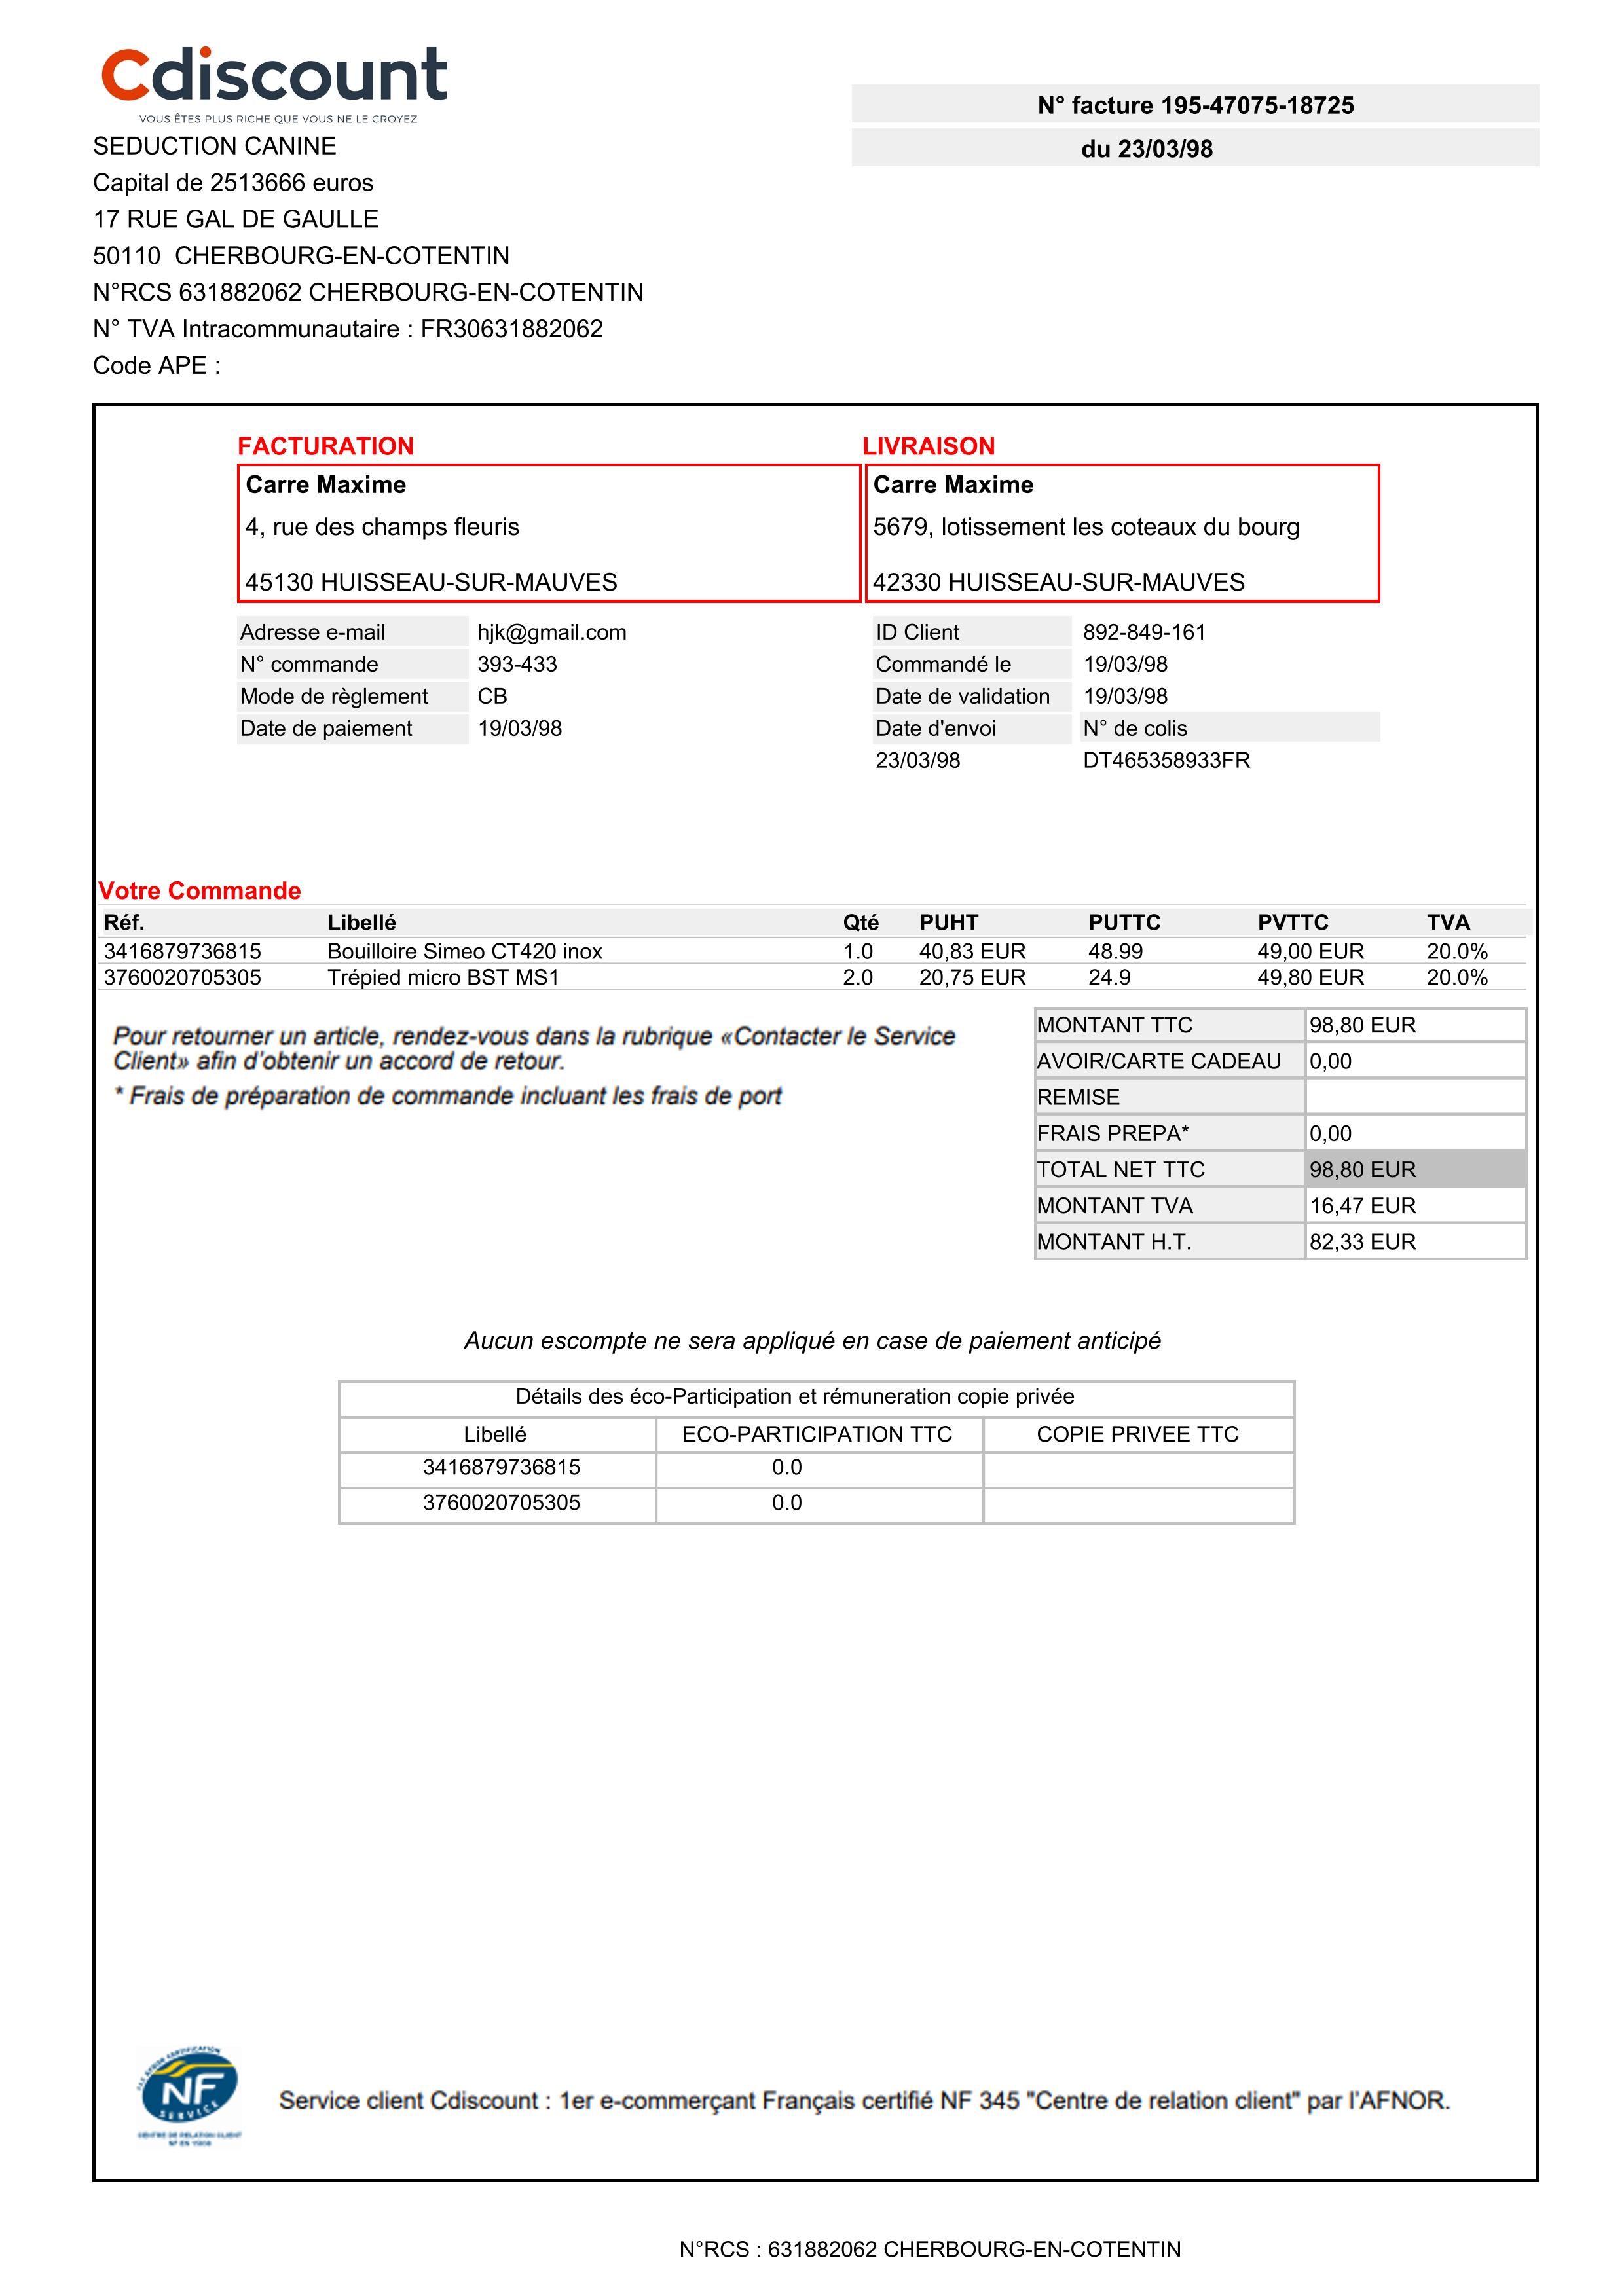 Cdiscount
VOUS ÊTES PLUS RICHE QUE VOUS NE LE CROYEZ
N° facture 195-47075-18725
du 23/03/98
SEDUCTION CANINE
Capital de 2513666 euros
17 RUE GAL DE GAULLE
50110 CHERBOURG-EN-COTENTIN
N°RCS 631882062 CHERBOURG-EN-COTENTIN
N° TVA Intracommunautaire : FR30631882062
Code APE :
FACTURATION
Carre Maxime
4, rue des champs fleuris
45130 HUISSEAU-SUR-MAUVES
LIVRAISON
Carre Maxime
5679, lotissement les coteaux du bourg
42330 HUISSEAU-SUR-MAUVES
Adresse e-mail hjk@gmail.com
N° commande 393-433
Mode de règlement CB
Date de paiement 19/03/98
ID Client 892-849-161
Commandé le 19/03/98
Date de validation 19/03/98
Date d'envoi N° de colis
23/03/98 DT465358933FR
Votre Commande
Réf. Libellé Qté PUHT PUTTC PVTTC TVA
3416879736815 Bouilloire Simeo CT420 inox 1.0 40,83 EUR 48.99 49,00 EUR 20.0%
3760020705305 Trépied micro BST MS1 2.0 20,75 EUR 24.9 49,80 EUR 20.0%
Pour retourner un article, rendez-vous dans la rubrique «Contacter le Service
Client» afin d'obtenir un accord de retour.
* Frais de préparation de commande incluant les frais de port
MONTANT TTC 98,80 EUR
AVOIR/CARTE CADEAU 0,00
REMISE
FRAIS PREPA* 0,00
TOTAL NET TTC 98,80 EUR
MONTANT TVA 16,47 EUR
MONTANT H.T. 82,33 EUR
Aucun escompte ne sera appliqué en case de paiement anticipé
Détails des éco-Participation et rémuneration copie privée
Libellé ECO-PARTICIPATION TTC COPIE PRIVEE TTC
3416879736815 0.0
3760020705305 0.0
NF
SERVICE
CENTRE DE RELATION CLIENT
Service client Cdiscount : 1er e-commerçant Français certifié NF 345 "Centre de relation client" par l'AFNOR.
N°RCS : 631882062 CHERBOURG-EN-COTENTIN